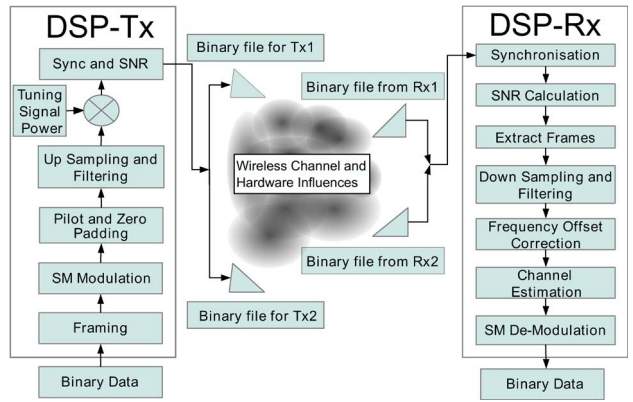 DSP-Tx
Sync and SNR
Tuning
Signal
Power
Up Sampling and
Filtering
Pilot and Zero
Padding
SM Modulation
Framing
Binary Data
Binary file for Tx1
Binary file from Rx1
Wireless Channel and
Hardware Influences
Binary file from Rx2
Binary file for Tx2
DSP-Rx
Synchronisation
SNR Calculation
Extract Frames
Down Sampling and
Filtering
Frequency Offset
Correction
Channel
Estimation
SM De-Modulation
Binary Data